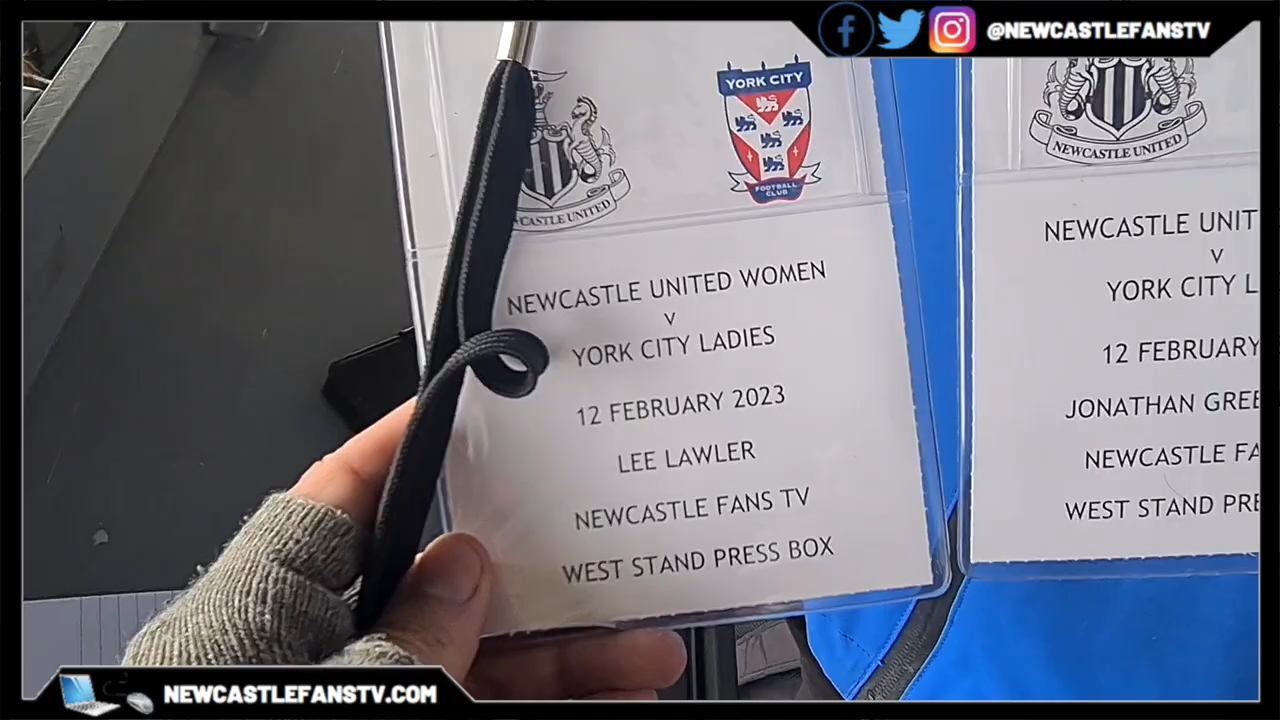 @NEWCASTLEFANSTV
YORK CITY
FOOTBALL
CLUB
CASTLE UNITED
NEWCASTLE UNITED WOMEN
V
YORK CITY LADIES
12 FEBRUARY 2023
LEE LAWLER
NEWCASTLE FANS TV
WEST STAND PRESS BOX
NEWCASTLE UNITED
NEWCASTLE UNIT
V
YORK CITY L
12 FEBRUARY
JONATHAN GREE
NEWCASTLE FA
WEST STAND PRE
NEWCASTLEFANSTV.COM